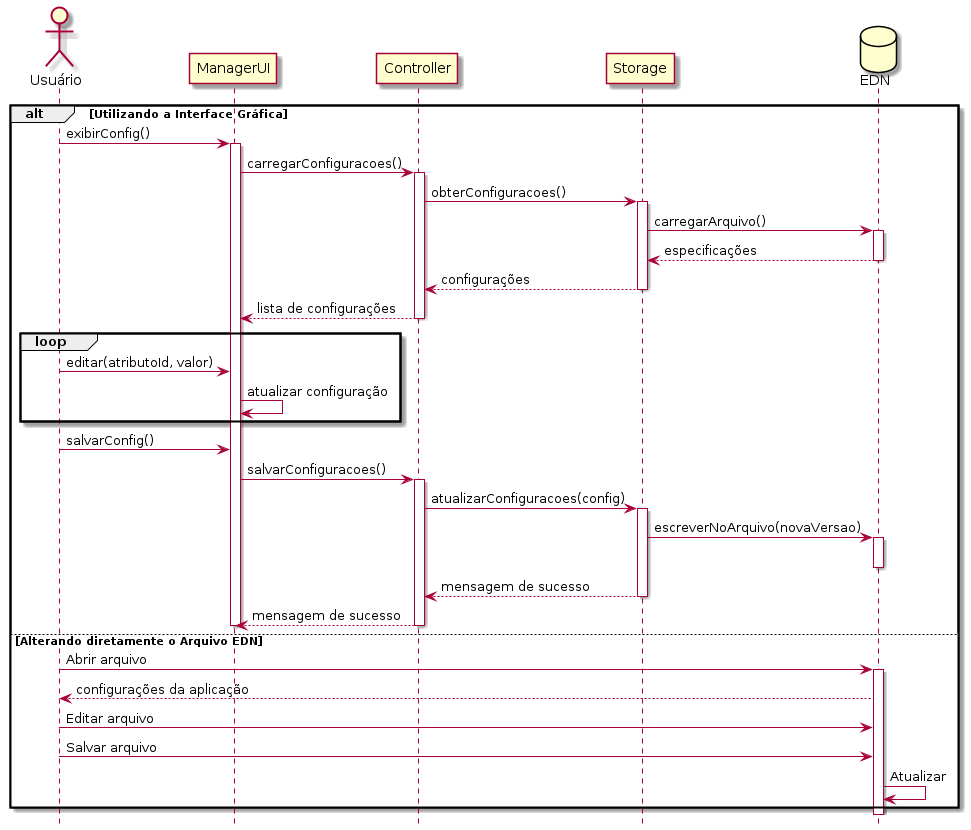 Usuário
ManagerUI
Controller
Storage
EDN
alt [Utilizando a Interface Gráfica]
exibirConfig()
carregarConfiguracoes()
obterConfiguracoes()
carregarArquivo()
especificações
configurações
lista de configurações
loop
editar(atributoId, valor)
atualizar configuração
salvarConfig()
salvarConfiguracoes()
atualizarConfiguracoes(config)
escreverNoArquivo(novaVersao)
mensagem de sucesso
mensagem de sucesso
[Alterando diretamente o Arquivo EDN]
Abrir arquivo
configurações da aplicação
Editar arquivo
Salvar arquivo
Atualizar